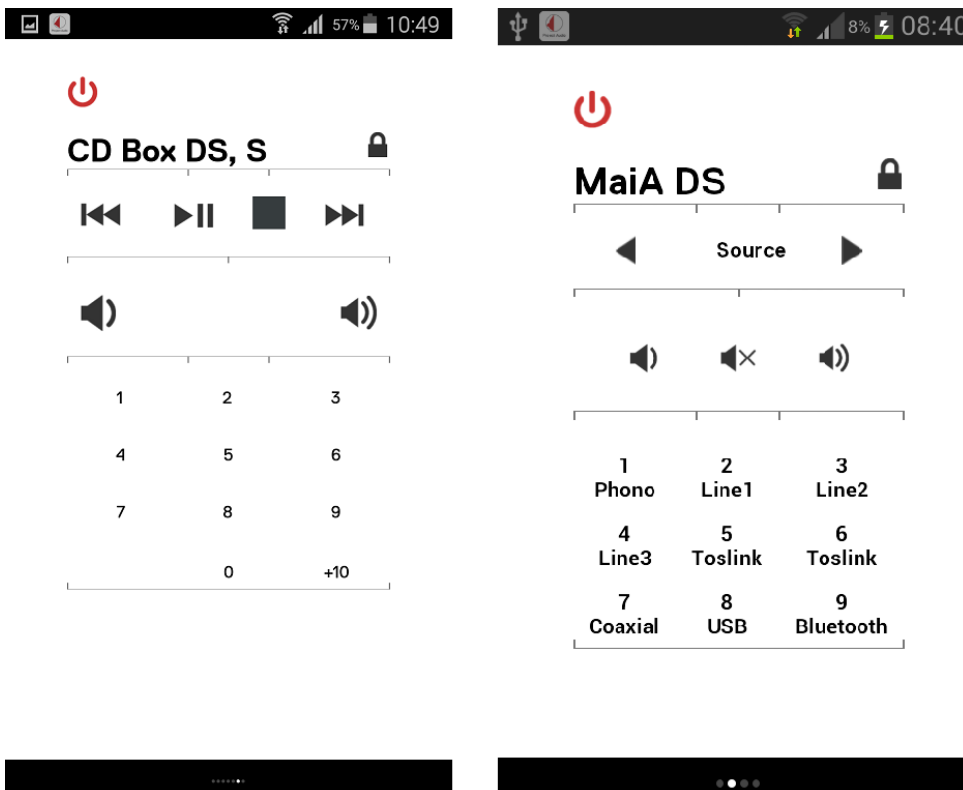 57% 10:49
CD Box DS, S
1 2 3
4 5 6
7 8 9
0 +10
8% 08:40
MaiA DS
Source
1 2 3
Phono Line1 Line2
4 5 6
Line3 Toslink Toslink
7 8 9
Coaxial USB Bluetooth